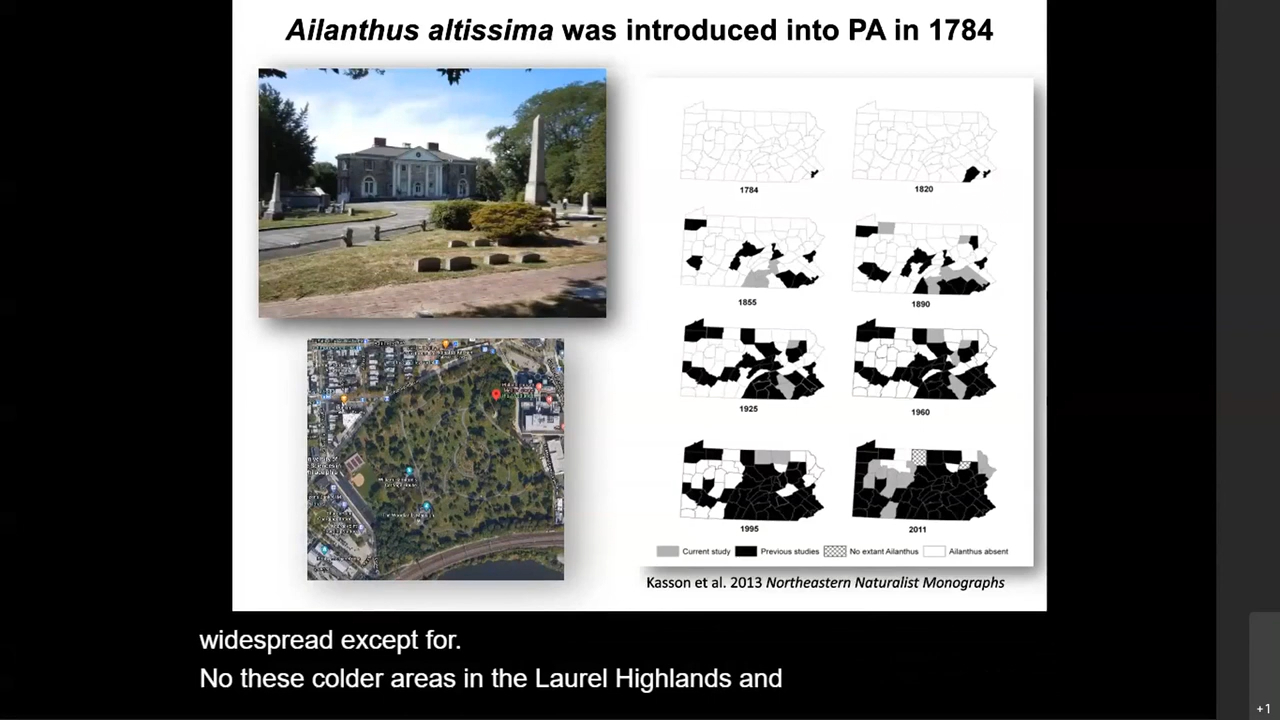 Ailanthus altissima was introduced into PA in 1784
1784
1820
1855
1890
1925
1960
1995
2011
Current study
Previous studies
No extant Ailanthus
Ailanthus absent
Kasson et al. 2013 Northeastern Naturalist Monographs
widespread except for.
No these colder areas in the Laurel Highlands and
+1